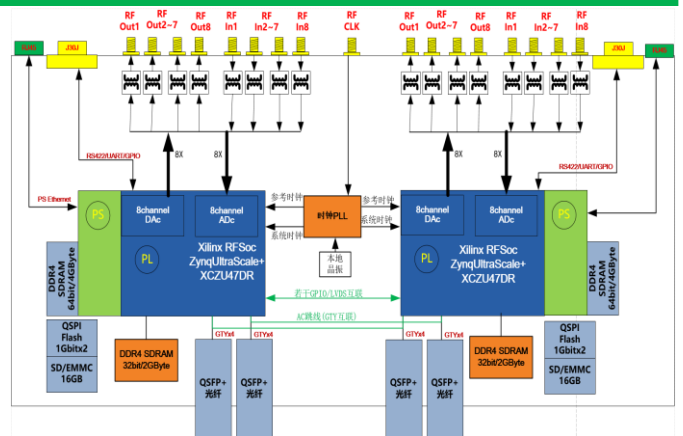 RF Out1
RF Out2~7
RF Out8
RF In1
RF In2~7
RF In8
RF CLK
RF Out1
RF Out2~7
RF Out8
RF In1
RF In2~7
RF In8
RJ45
J30J
J30J
RJ45
RS422/UART/GPIO
8X
8X
8X
8X
RS422/UART/GPIO
PS Ethernet
PS
8channel DAc
8channel ADc
PL
Xilinx RFSoc
ZynqUltraScale+
XCZU47DR
参考时钟
系统时钟
时钟PLL
参考时钟
系统时钟
本地
晶振
8channel DAc
8channel ADc
PS
PL
Xilinx RFSoc
ZynqUltraScale+
XCZU47DR
DDR4
SDRAM
64bit/4GByte
DDR4
SDRAM
64bit/4GByte
若干GPIO/LVDS互联
AC跳线(GTY互联)
GTYx4
GTYx4
GTYx4
GTYx4
QSPI
Flash
1Gbitx2
SD/EMMC
16GB
DDR4 SDRAM
32bit/2GByte
QSFP+
光纤
QSFP+
光纤
QSFP+
光纤
QSFP+
光纤
DDR4 SDRAM
32bit/2GByte
QSPI
Flash
1Gbitx2
SD/EMMC
16GB